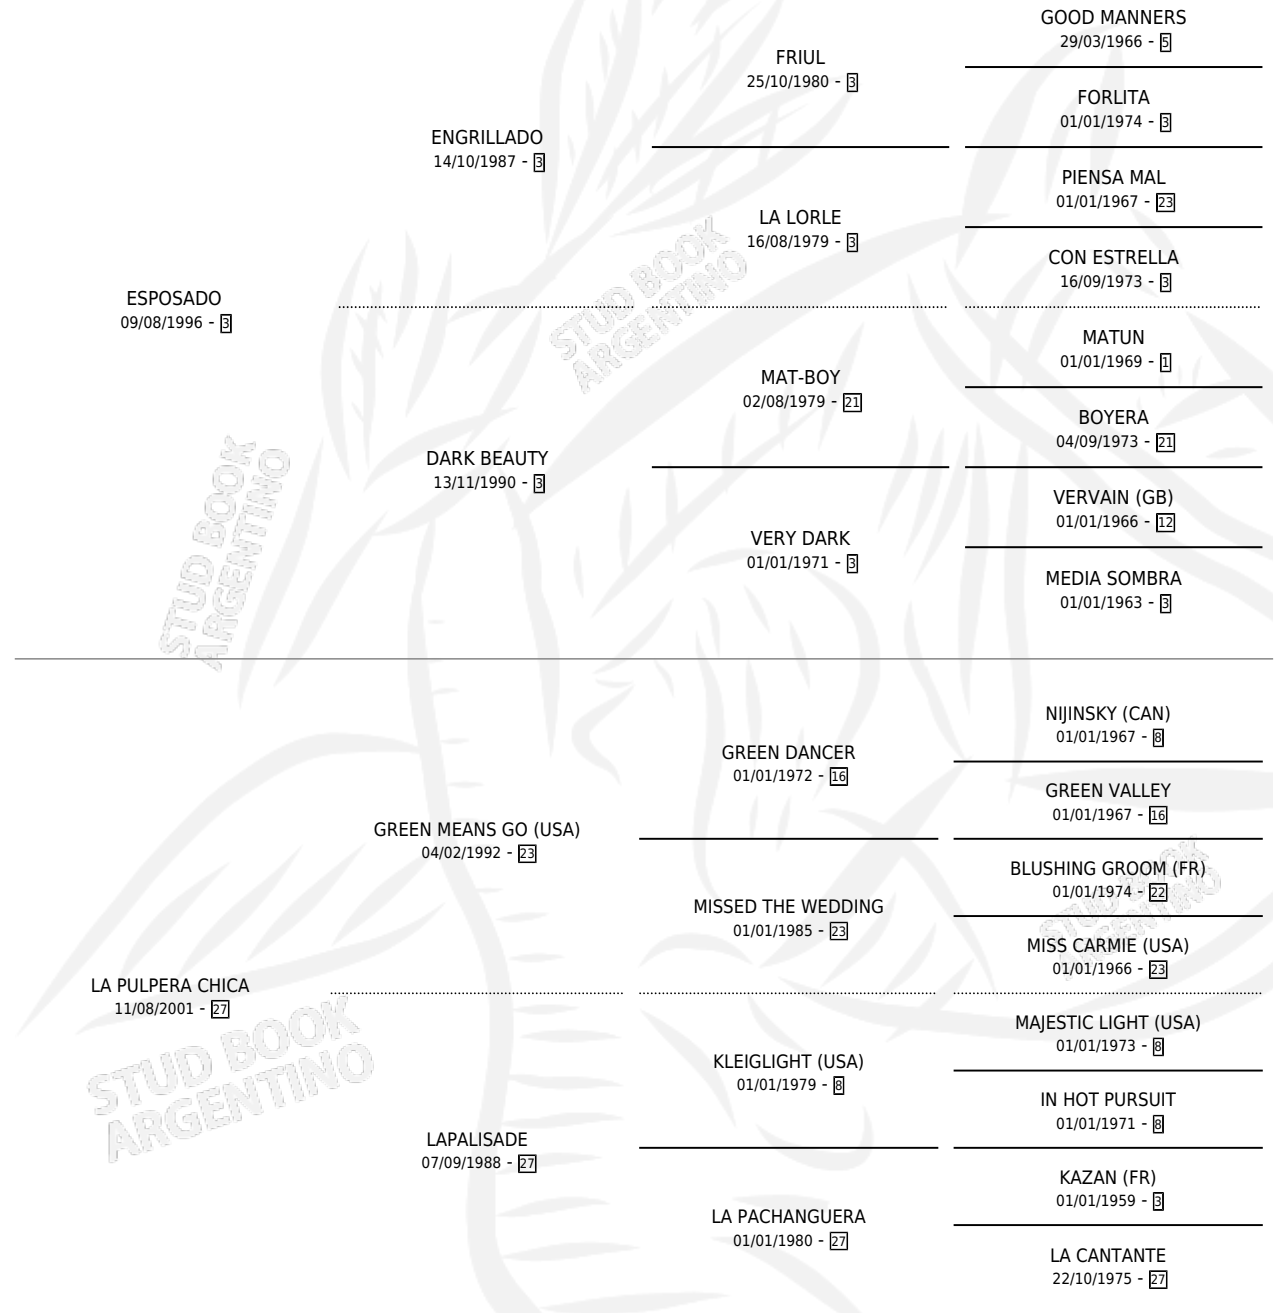 GOOD MANNERS
29/03/1966 - 5
FRIUL
25/10/1980 - 3
FORLITA
01/01/1974 - 3
ENGRILLADO
14/10/1987 - 3
PIENSA MAL
01/01/1967 - 23
LA LORLE
16/08/1979 - 3
CON ESTRELLA
16/09/1973 - 3
ESPOSADO
09/08/1996 - 3
STUD BOOK
ARGENTINO
MATUN
01/01/1969 - 1
MAT-BOY
02/08/1979 - 21
BOYERA
04/09/1973 - 21
DARK BEAUTY
13/11/1990 - 3
VERVAIN (GB)
01/01/1966 - 12
VERY DARK
01/01/1971 - 3
MEDIA SOMBRA
01/01/1963 - 3
STUD BOOK
ARGENTINO
NIJINSKY (CAN)
01/01/1967 - 8
GREEN DANCER
01/01/1972 - 16
GREEN VALLEY
01/01/1967 - 16
GREEN MEANS GO (USA)
04/02/1992 - 23
BLUSHING GROOM (FR)
01/01/1974 - 22
MISSED THE WEDDING
01/01/1985 - 23
MISS CARMIE (USA)
01/01/1966 - 23
STUD BOOK
ARGENTINO
LA PULPERA CHICA
11/08/2001 - 27
STUD BOOK
ARGENTINO
MAJESTIC LIGHT (USA)
01/01/1973 - 8
KLEIGLIGHT (USA)
01/01/1979 - 8
IN HOT PURSUIT
01/01/1971 - 8
LAPALISADE
07/09/1988 - 27
KAZAN (FR)
01/01/1959 - 3
LA PACHANGUERA
01/01/1980 - 27
LA CANTANTE
22/10/1975 - 27